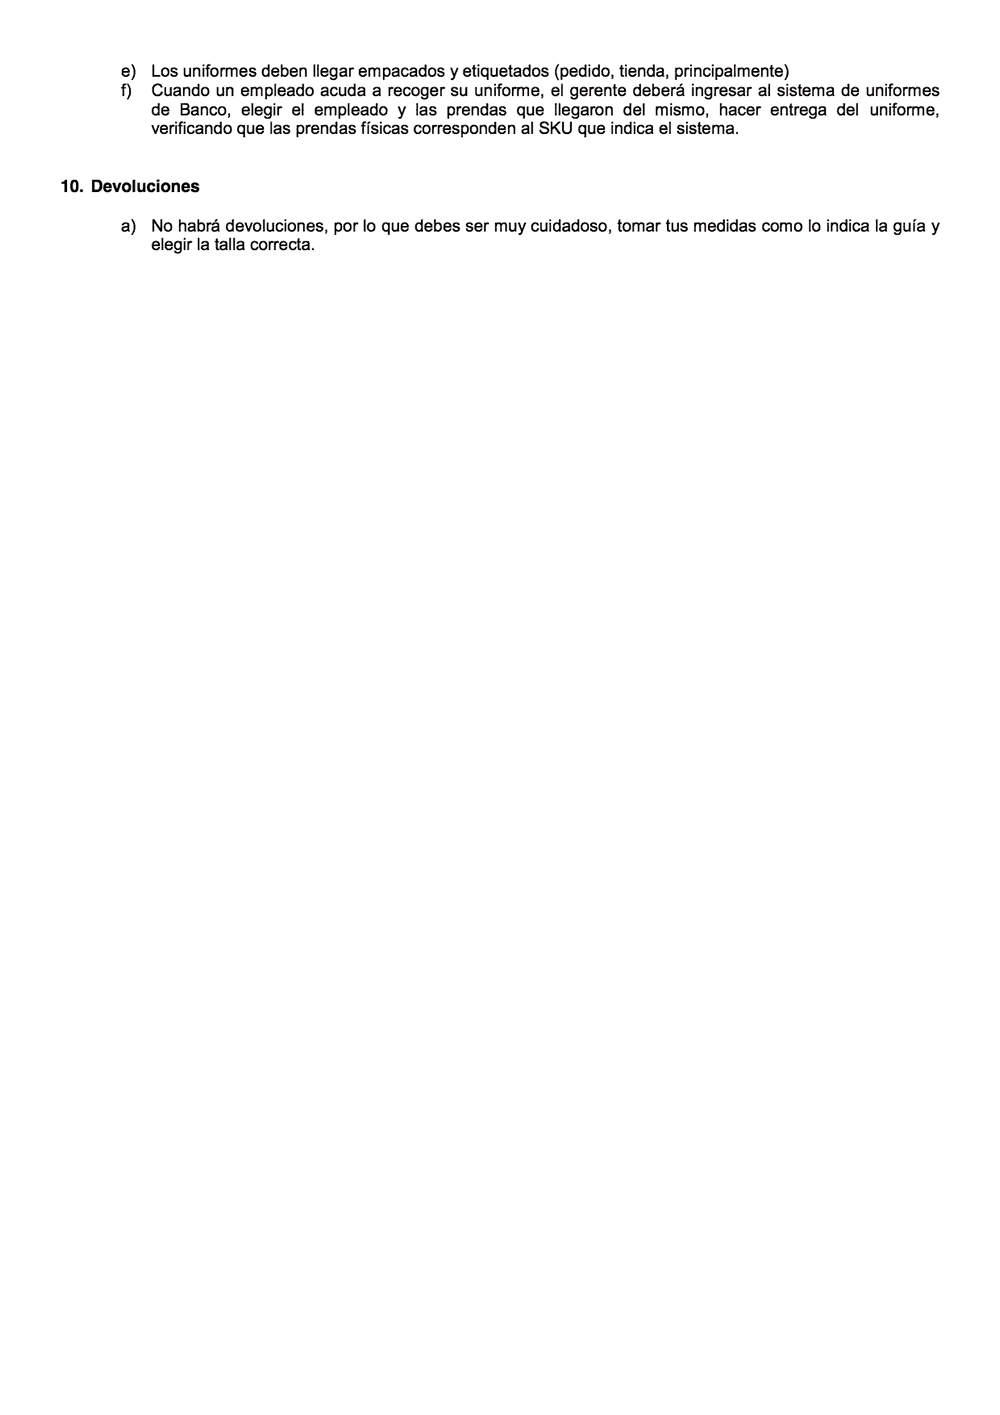 e) Los uniformes deben llegar empacados y etiquetados (pedido, tienda, principalmente)
f) Cuando un empleado acuda a recoger su uniforme, el gerente deberá ingresar al sistema de uniformes
de Banco, elegir el empleado y las prendas que llegaron del mismo, hacer entrega del uniforme,
verificando que las prendas físicas corresponden al SKU que indica el sistema.
10. Devoluciones
a) No habrá devoluciones, por lo que debes ser muy cuidadoso, tomar tus medidas como lo indica la guía y
elegir la talla correcta.